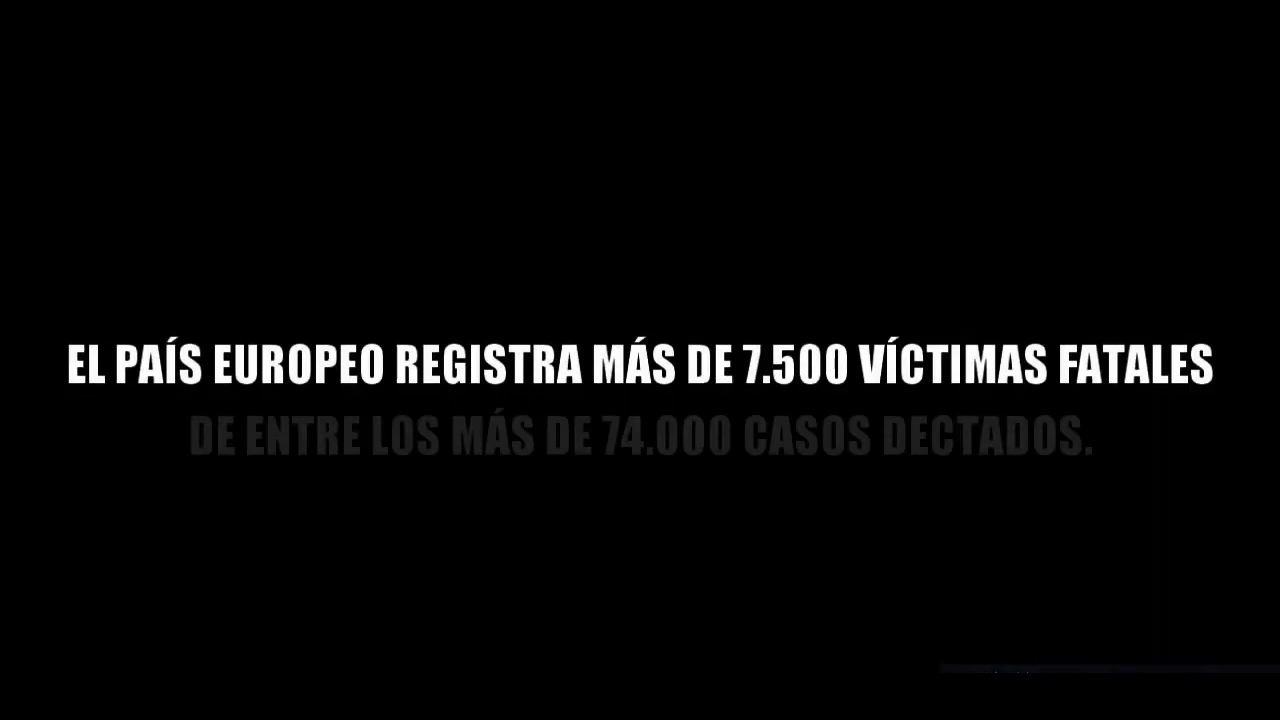 EL PAÍS EUROPEO REGISTRA MÁS DE 7.500 VÍCTIMAS FATALES
DE ENTRE LOS MÁS DE 74.000 CASOS DECTADOS.